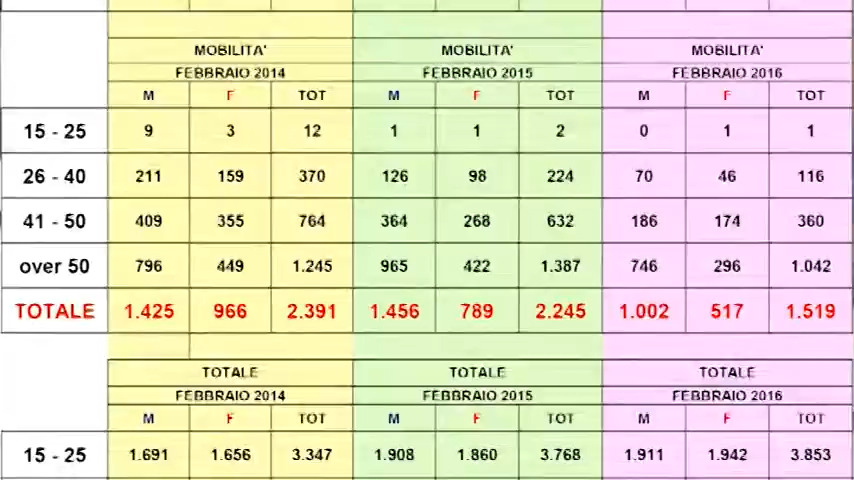 MOBILITA' MOBILITA' MOBILITA'
FEBBRAIO 2014 FEBBRAIO 2015 FEBBRAIO 2016
M F TOT M F TOT M F TOT
15 - 25 9 3 12 1 1 2 0 1 1
26 - 40 211 159 370 126 98 224 70 46 116
41 - 50 409 355 764 364 268 632 186 174 360
over 50 796 449 1.245 965 422 1.387 746 296 1.042
TOTALE 1.425 966 2.391 1.456 789 2.245 1.002 517 1.519
TOTALE TOTALE TOTALE
FEBBRAIO 2014 FEBBRAIO 2015 FEBBRAIO 2016
M F TOT M F TOT M F TOT
15 - 25 1.691 1.656 3.347 1.908 1.860 3.768 1.911 1.942 3.853